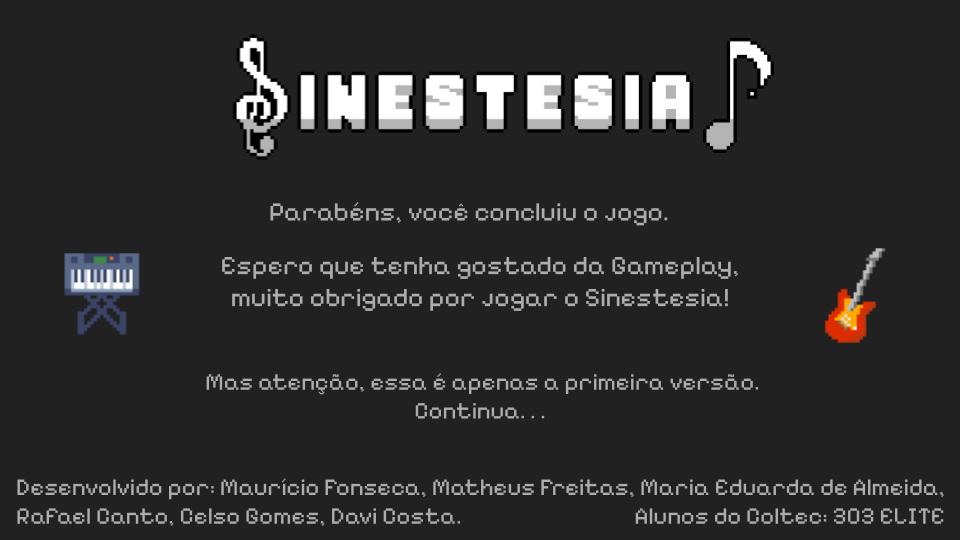 SINESTESIA
Parabéns, você concluiu o jogo.
Espero que tenha gostado da Gameplay,
muito obrigado por jogar o Sinestesia!
Mas atenção, essa é apenas a primeira versão.
Continua...
Desenvolvido por: Maurício Fonseca, Matheus Freitas, Maria Eduarda de Almeida,
Rafael Canto, Celso Gomes, Davi Costa. Alunos do Coltec: 303 ELITE